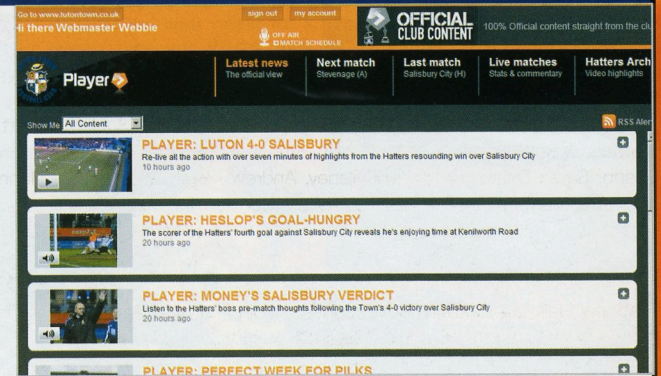 Go to www.lutontown.co.uk
sign out
my account
Hi there Webmaster Webbie
OFF AIR
MATCH SCHEDULE
OFFICIAL
CLUB CONTENT
100% Official content straight from the clu
Player
Latest news
The official view
Next match
Stevenage (A)
Last match
Salisbury City (H)
Live matches
Stats & commentary
Hatters Arch
Video highlights
Show Me
All Content
RSS Aler
PLAYER: LUTON 4-0 SALISBURY
Re-live all the action with over seven minutes of highlights from the Hatters resounding win over Salisbury City
10 hours ago
PLAYER: HESLOP'S GOAL-HUNGRY
The scorer of the Hatters' fourth goal against Salisbury City reveals he's enjoying time at Kenilworth Road
20 hours ago
PLAYER: MONEY'S SALISBURY VERDICT
Listen to the Hatters' boss pre-match thoughts following the Town's 4-0 victory over Salisbury City
20 hours ago
PLAYER: PERFECT WEEK FOR PILKS